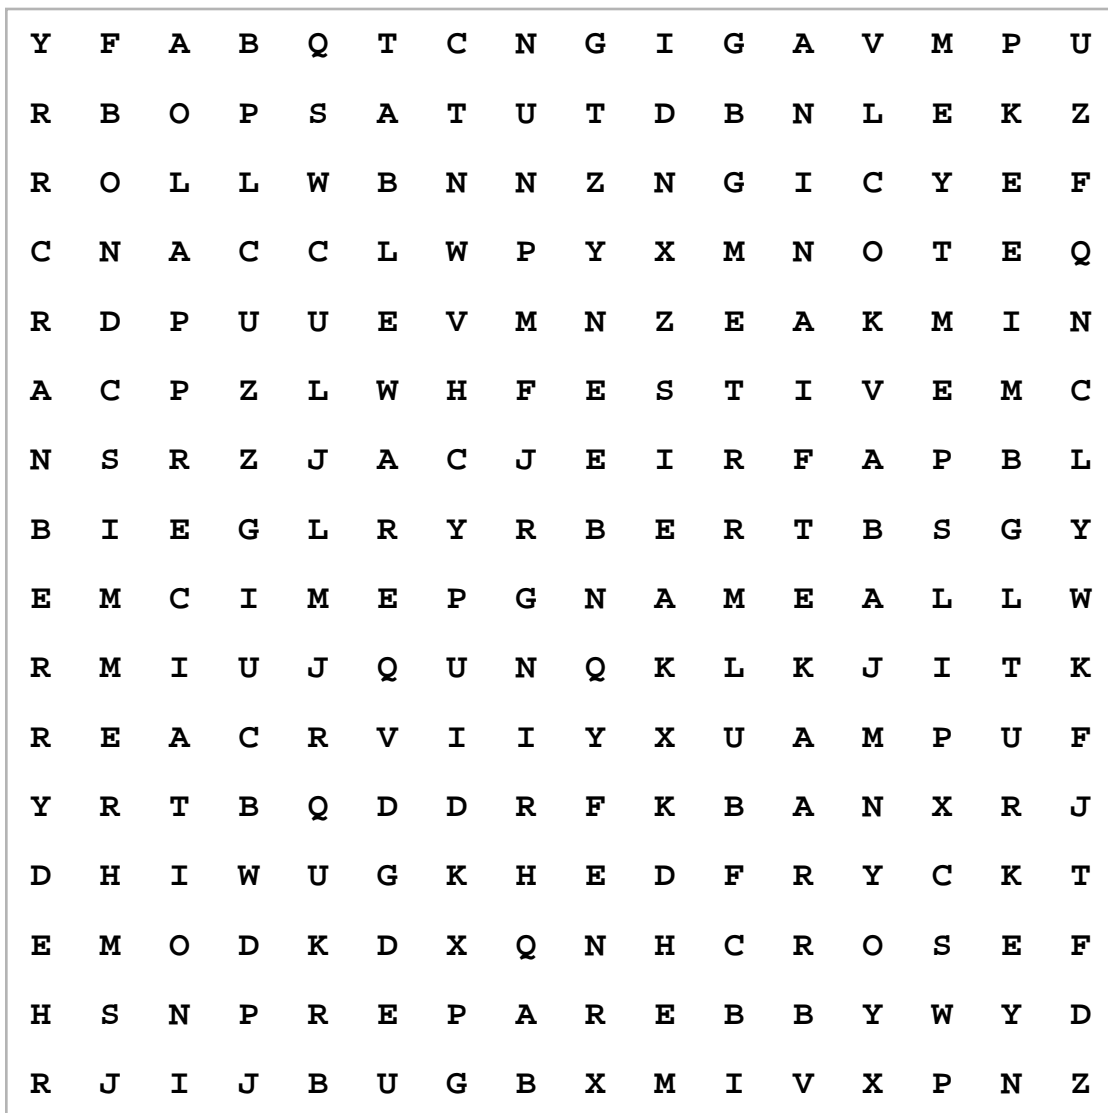 Y F A B Q T C N G I G A V M P U
R B O P S A T U T D B N L E K Z
R O L L W B N N Z N G I C Y E F
C N A C C L W P Y X M N O T E Q
R D P U U E V M N Z E A K M I N
A C P Z L W H F E S T I V E M C
N S R Z J A C J E I R F A P B L
B I E G L R Y R B E R T B S G Y
E M C I M E P G N A M E A L L W
R M I U J Q U N Q K L K J I T K
R E A C R V I I Y X U A M P U F
Y R T B Q D D R F K B A N X R J
D H I W U G K H E D F R Y C K T
E M O D K D X Q N H C R O S E F
H S N P R E P A R E B B Y W Y D
R J I J B U G B X M I V X P N Z